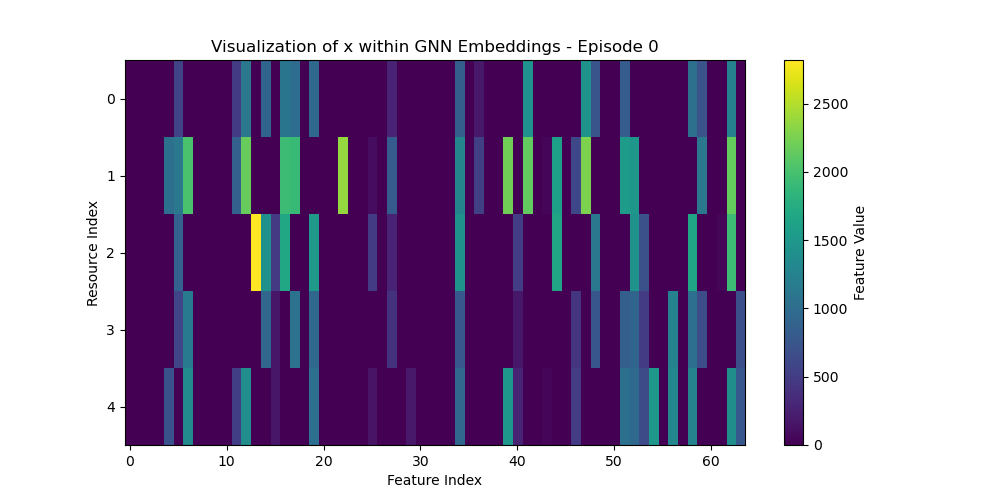 Visualization of x within GNN Embeddings - Episode 0
Resource Index
0
1
2
3
4
0 10 20 30 40 50 60
Feature Index
2500
2000
1500
1000
500
0
Feature Value